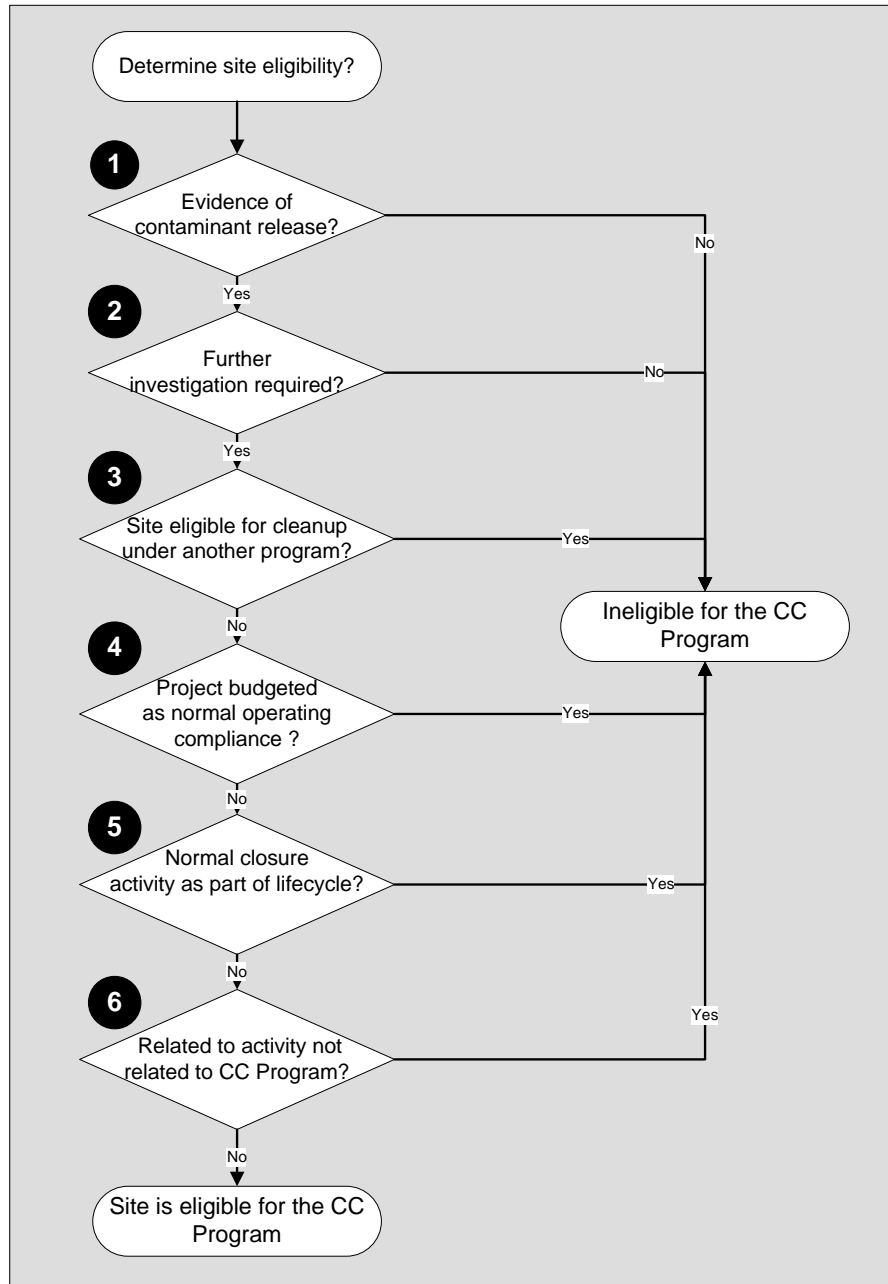 Determine site eligibility?
1
Evidence of
contaminant release?
No
Yes
2
Further
investigation required?
No
Yes
3
Site eligible for cleanup
under another program?
Yes
No
Ineligible for the CC
Program
4
Project budgeted
as normal operating
compliance ?
Yes
No
5
Normal closure
activity as part of lifecycle?
Yes
No
6
Related to activity not
related to CC Program?
Yes
No
Site is eligible for the CC
Program